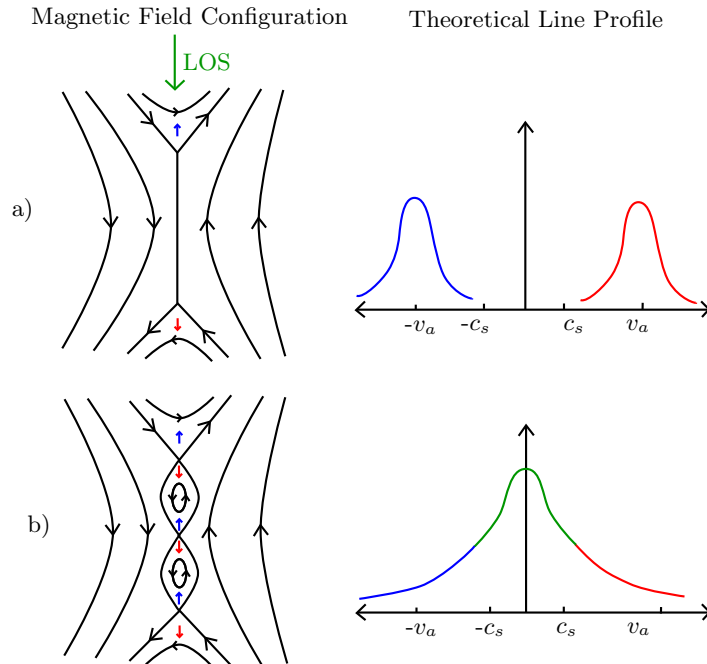 Magnetic Field Configuration
Theoretical Line Profile
LOS
a)
-v_a -c_s c_s v_a
b)
-v_a -c_s c_s v_a